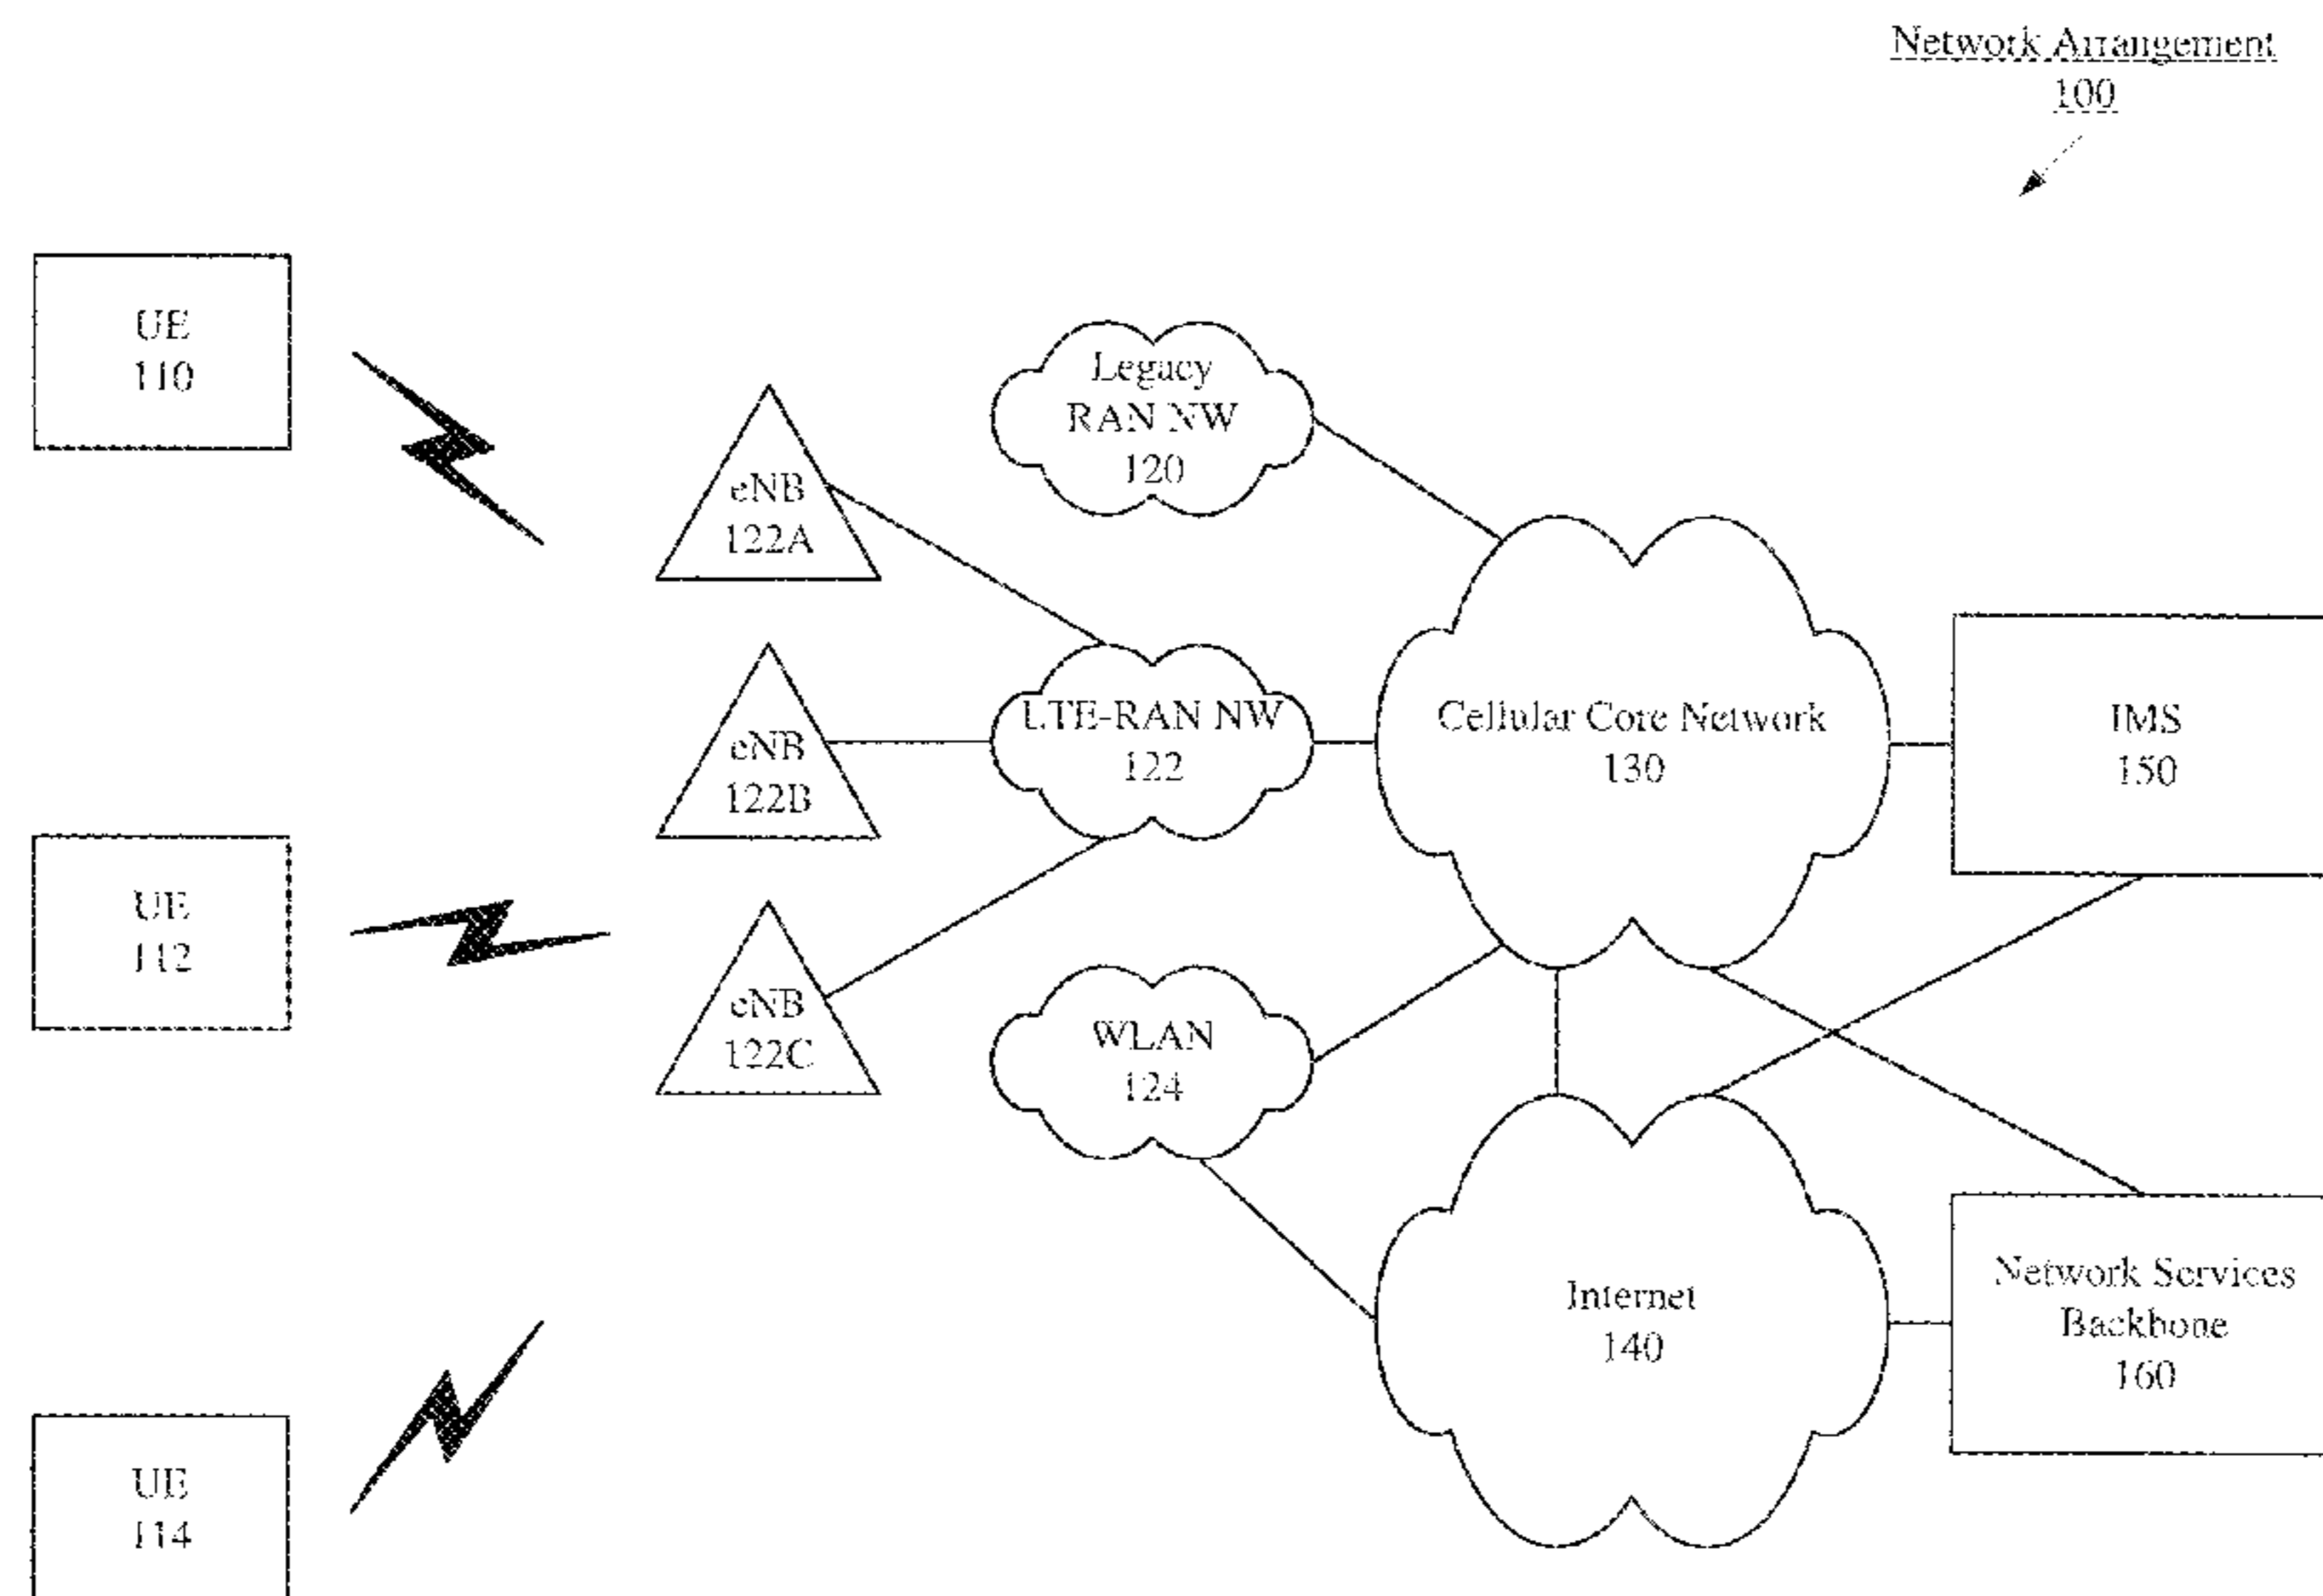 Network Arrangement
100
UE
110
Legacy
RAN NW
120
eNB
122A
LTE-RAN NW
122
Cellular Core Network
130
IMS
150
eNB
122B
UE
112
eNB
122C
WLAN
124
Internet
140
Network Services
Backbone
160
UE
114